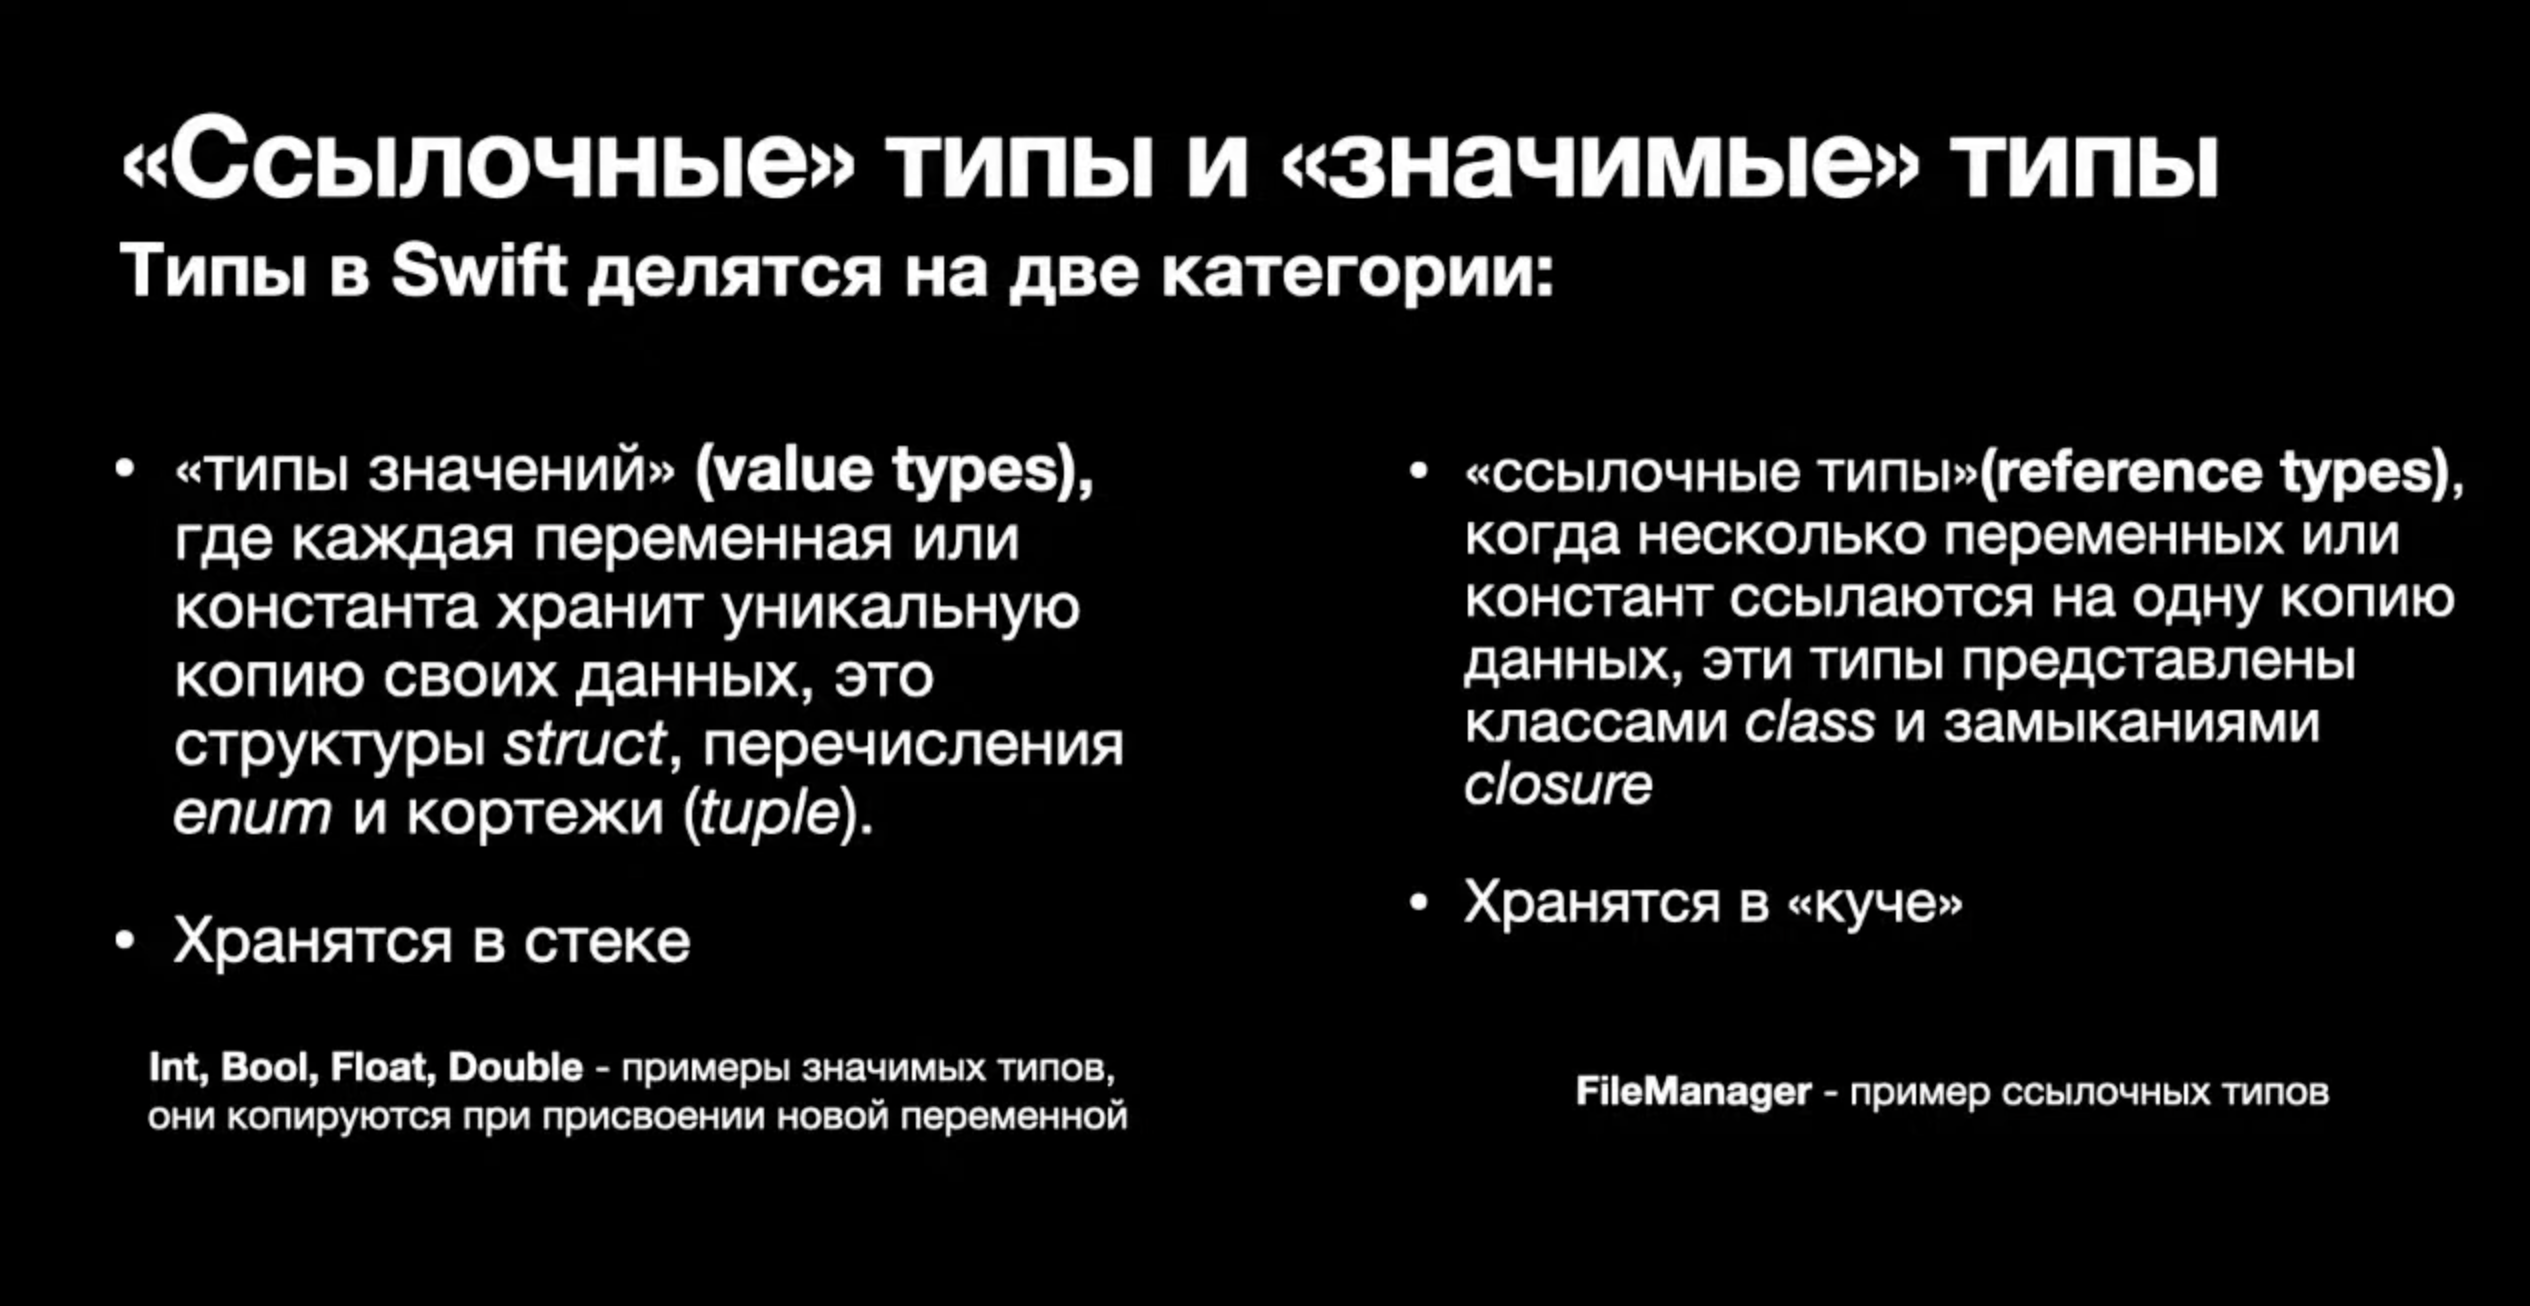 «Ссылочные» типы и «значимые» типы
Типы в Swift делятся на две категории:
• «типы значений» (value types),
где каждая переменная или
константа хранит уникальную
копию своих данных, это
структуры struct, перечисления
enum и кортежи (tuple).
• Хранятся в стеке
Int, Bool, Float, Double - примеры значимых типов,
они копируются при присвоении новой переменной
• «ссылочные типы»(reference types),
когда несколько переменных или
констант ссылаются на одну копию
данных, эти типы представлены
классами class и замыканиями
closure
• Хранятся в «куче»
FileManager - пример ссылочных типов